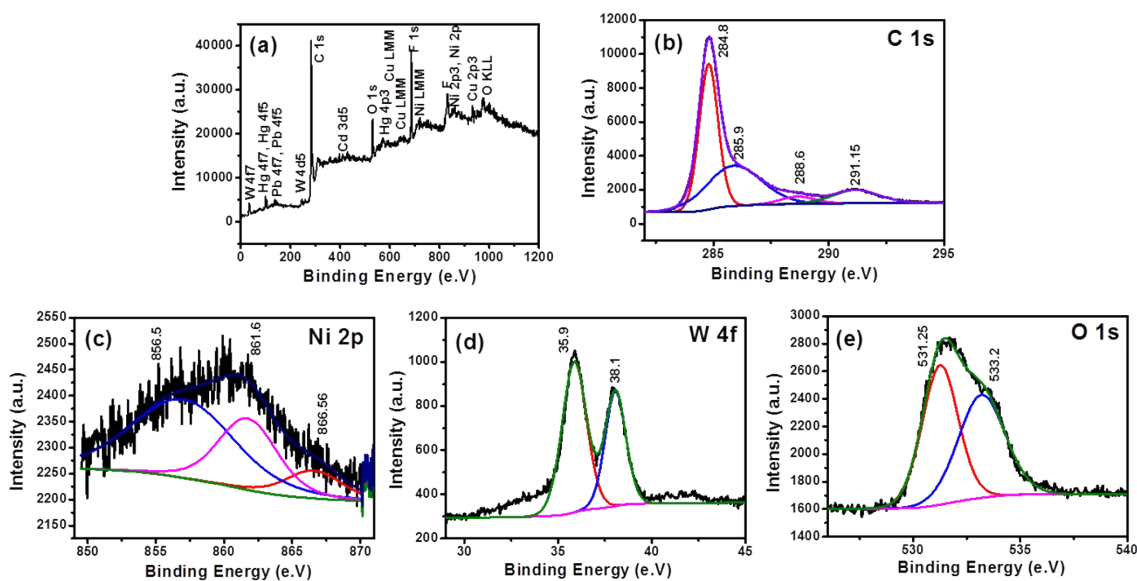 (a)
Intensity (a.u.)
40000
30000
20000
10000
0
W 4f7
Hg 4f7, Hg 4f5
Pb 4f7, Pb 4f5
W 4d5
C 1s
Cd 3d5
O 1s
Hg 4p3
Cu LMM
Cu LMM
F 1s
Ni LMM
F
Ni 2p3, Ni 2p
Cu 2p3
O KLL
0 200 400 600 800 1000 1200
Binding Energy (e.V)
(b)
C 1s
Intensity (a.u.)
12000
10000
8000
6000
4000
2000
0
284.8
285.9
288.6
291.15
285 290 295
Binding Energy (e.V)
(c)
Ni 2p
Intensity (a.u.)
2550
2500
2450
2400
2350
2300
2250
2200
2150
856.5
861.6
866.56
850 855 860 865 870
Binding Energy (e.V)
(d)
W 4f
Intensity (a.u.)
1200
1000
800
600
400
200
0
35.9
38.1
30 35 40 45
Binding Energy (e.V)
(e)
O 1s
Intensity (a.u.)
3000
2800
2600
2400
2200
2000
1800
1600
1400
531.25
533.2
530 535 540
Binding Energy (e.V)